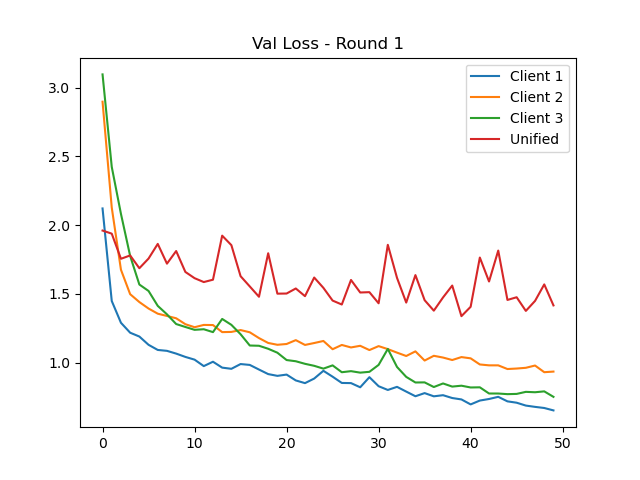 Val Loss - Round 1
Client 1
Client 2
Client 3
Unified
3.0
2.5
2.0
1.5
1.0
0 10 20 30 40 50